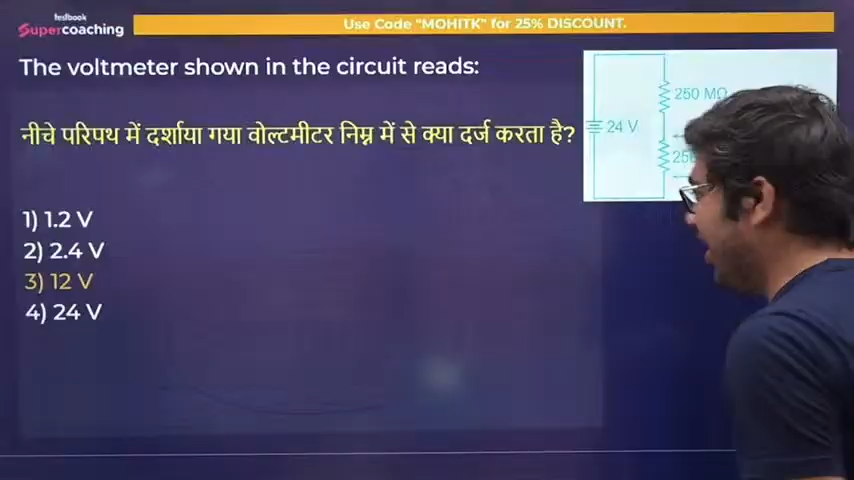 testbook
Supercoaching
Use Code "MOHITK" for 25% DISCOUNT.
The voltmeter shown in the circuit reads:
नीचे परिपथ में दर्शाया गया वोल्टमीटर निम्न में से क्या दर्ज करता है?
1) 1.2 V
2) 2.4 V
3) 12 V
4) 24 V
250 MΩ
24 V